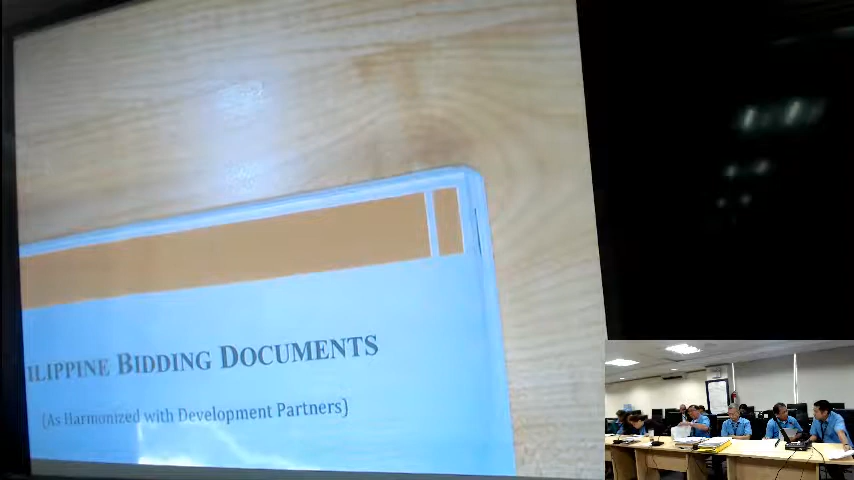 ILIPPINE BIDDING DOCUMENTS
(As Harmonized with Development Partners)